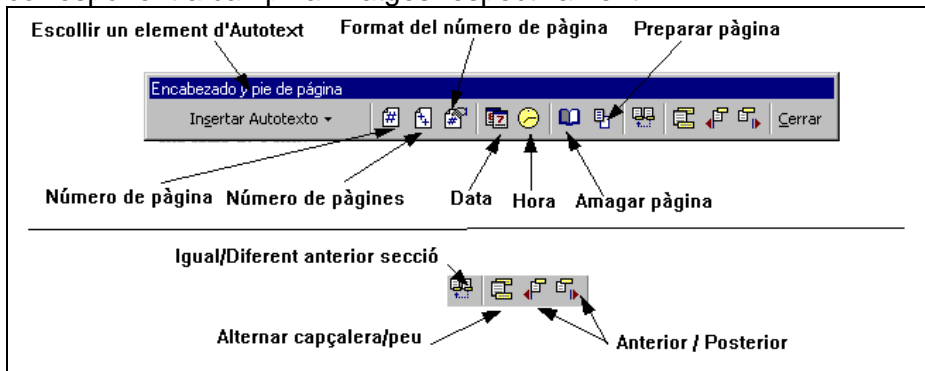 Escollir un element d'Autotext Format del número de pàgina Preparar pàgina
Encabezado y pie de página
Insertar Autotexto Cerrar
Número de pàgina Número de pàgines Data Hora Amagar pàgina
Igual/Diferent anterior secció
Alternar capçalera/peu Anterior / Posterior